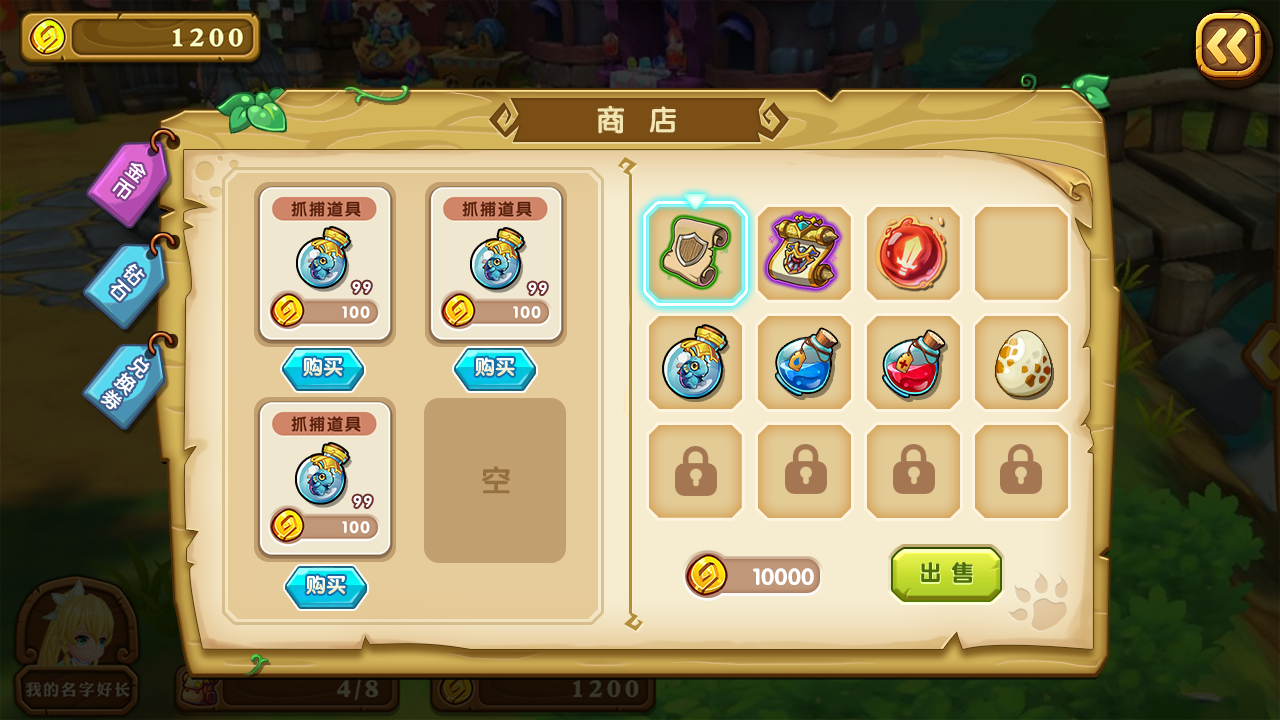 1200
商店
金币
钻石
兑换券
抓捕道具
99
100
购买
抓捕道具
99
100
购买
抓捕道具
99
100
购买
空
10000
出售
我的名字好长
4/8
1200